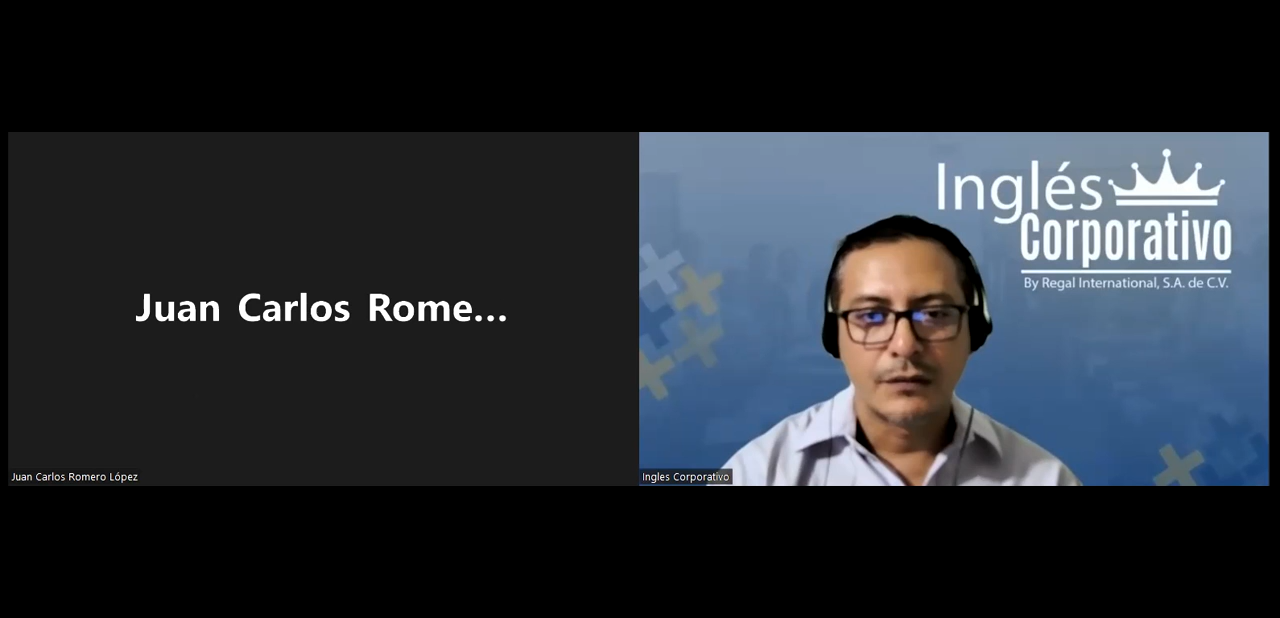 Juan Carlos Rome...
Juan Carlos Romero López
Inglés
Corporativo
By Regal International, S.A. de C.V.
Ingles Corporativo